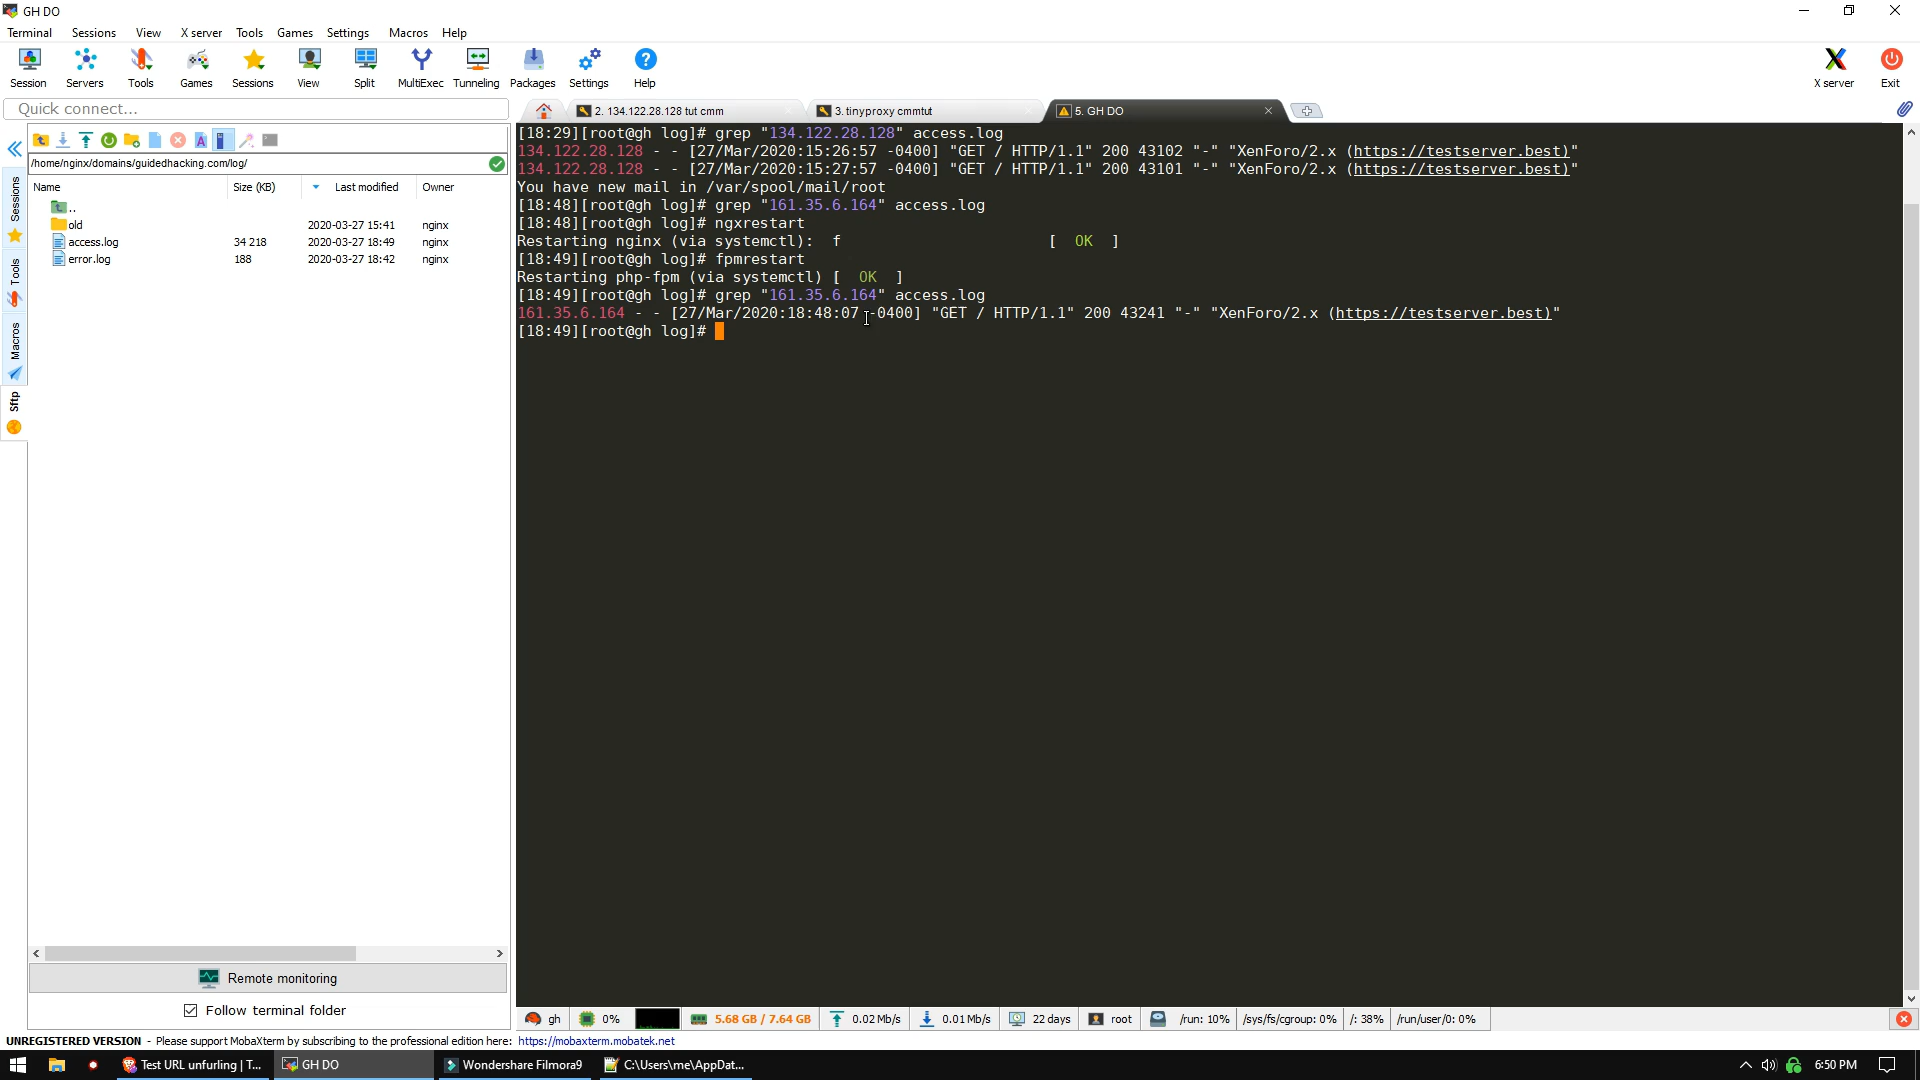 GH DO
Terminal Sessions View X server Tools Games Settings Macros Help
Session Servers Tools Games Sessions View Split MultiExec Tunneling Packages Settings Help X server Exit
Quick connect...
2. 134.122.28.128 tut cmm
3. tinyproxy cmmtut
5. GH DO
/home/nginx/domains/guidedhacking.com/log/
Name Size (KB) Last modified Owner
..
old 2020-03-27 15:41 nginx
access.log 34 218 2020-03-27 18:49 nginx
error.log 188 2020-03-27 18:42 nginx
Sessions
Tools
Macros
Sftp
[18:29][root@gh log]# grep "134.122.28.128" access.log
134.122.28.128 - - [27/Mar/2020:15:26:57 -0400] "GET / HTTP/1.1" 200 43102 "-" "XenForo/2.x (https://testserver.best)"
134.122.28.128 - - [27/Mar/2020:15:27:57 -0400] "GET / HTTP/1.1" 200 43101 "-" "XenForo/2.x (https://testserver.best)"
You have new mail in /var/spool/mail/root
[18:48][root@gh log]# grep "161.35.6.164" access.log
[18:48][root@gh log]# ngxrestart
Restarting nginx (via systemctl):  f [ OK ]
[18:49][root@gh log]# fpmrestart
Restarting php-fpm (via systemctl) [ OK ]
[18:49][root@gh log]# grep "161.35.6.164" access.log
161.35.6.164 - - [27/Mar/2020:18:48:07 -0400] "GET / HTTP/1.1" 200 43241 "-" "XenForo/2.x (https://testserver.best)"
[18:49][root@gh log]#
Remote monitoring
Follow terminal folder
gh 0% 5.68 GB / 7.64 GB 0.02 Mb/s 0.01 Mb/s 22 days root /run: 10% /sys/fs/cgroup: 0% /: 38% /run/user/0: 0%
UNREGISTERED VERSION - Please support MobaXterm by subscribing to the professional edition here: https://mobaxterm.mobatek.net
Test URL unfurling | T...
GH DO
Wondershare Filmora9
C:\Users\me\AppDat...
6:50 PM